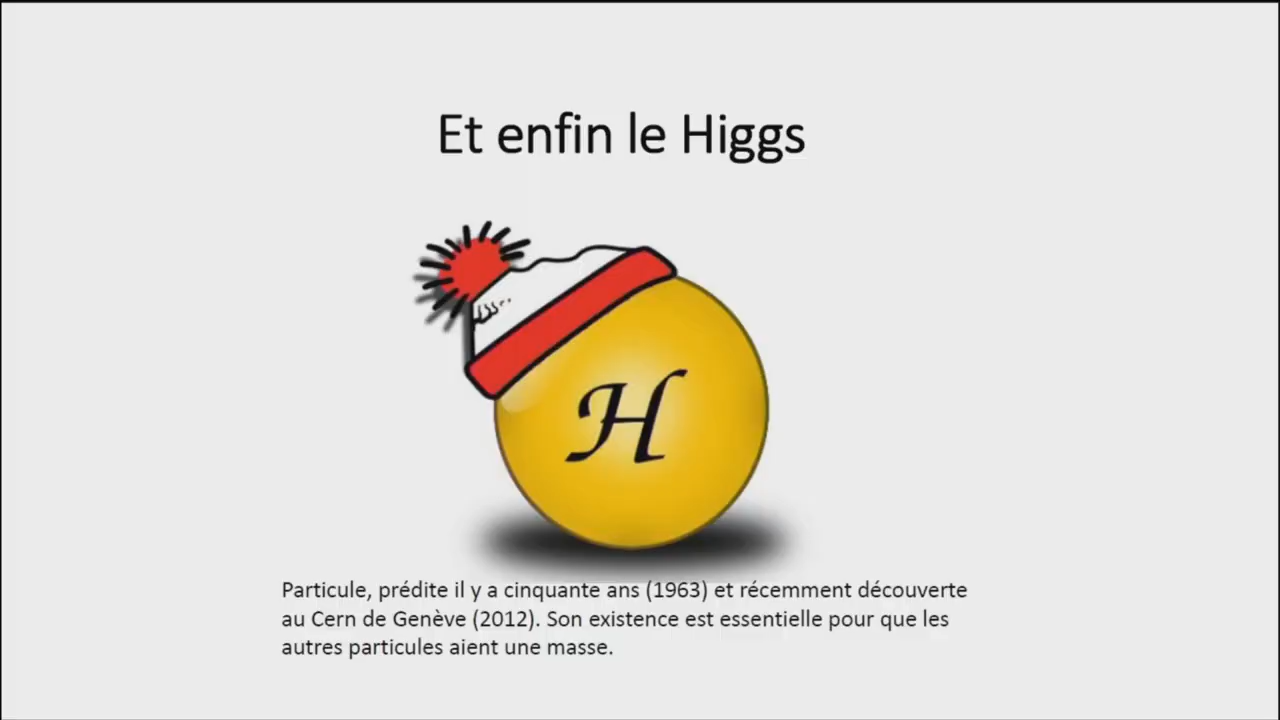 Et enfin le Higgs
H
Particule, prédite il y a cinquante ans (1963) et récemment découverte
au Cern de Genève (2012). Son existence est essentielle pour que les
autres particules aient une masse.